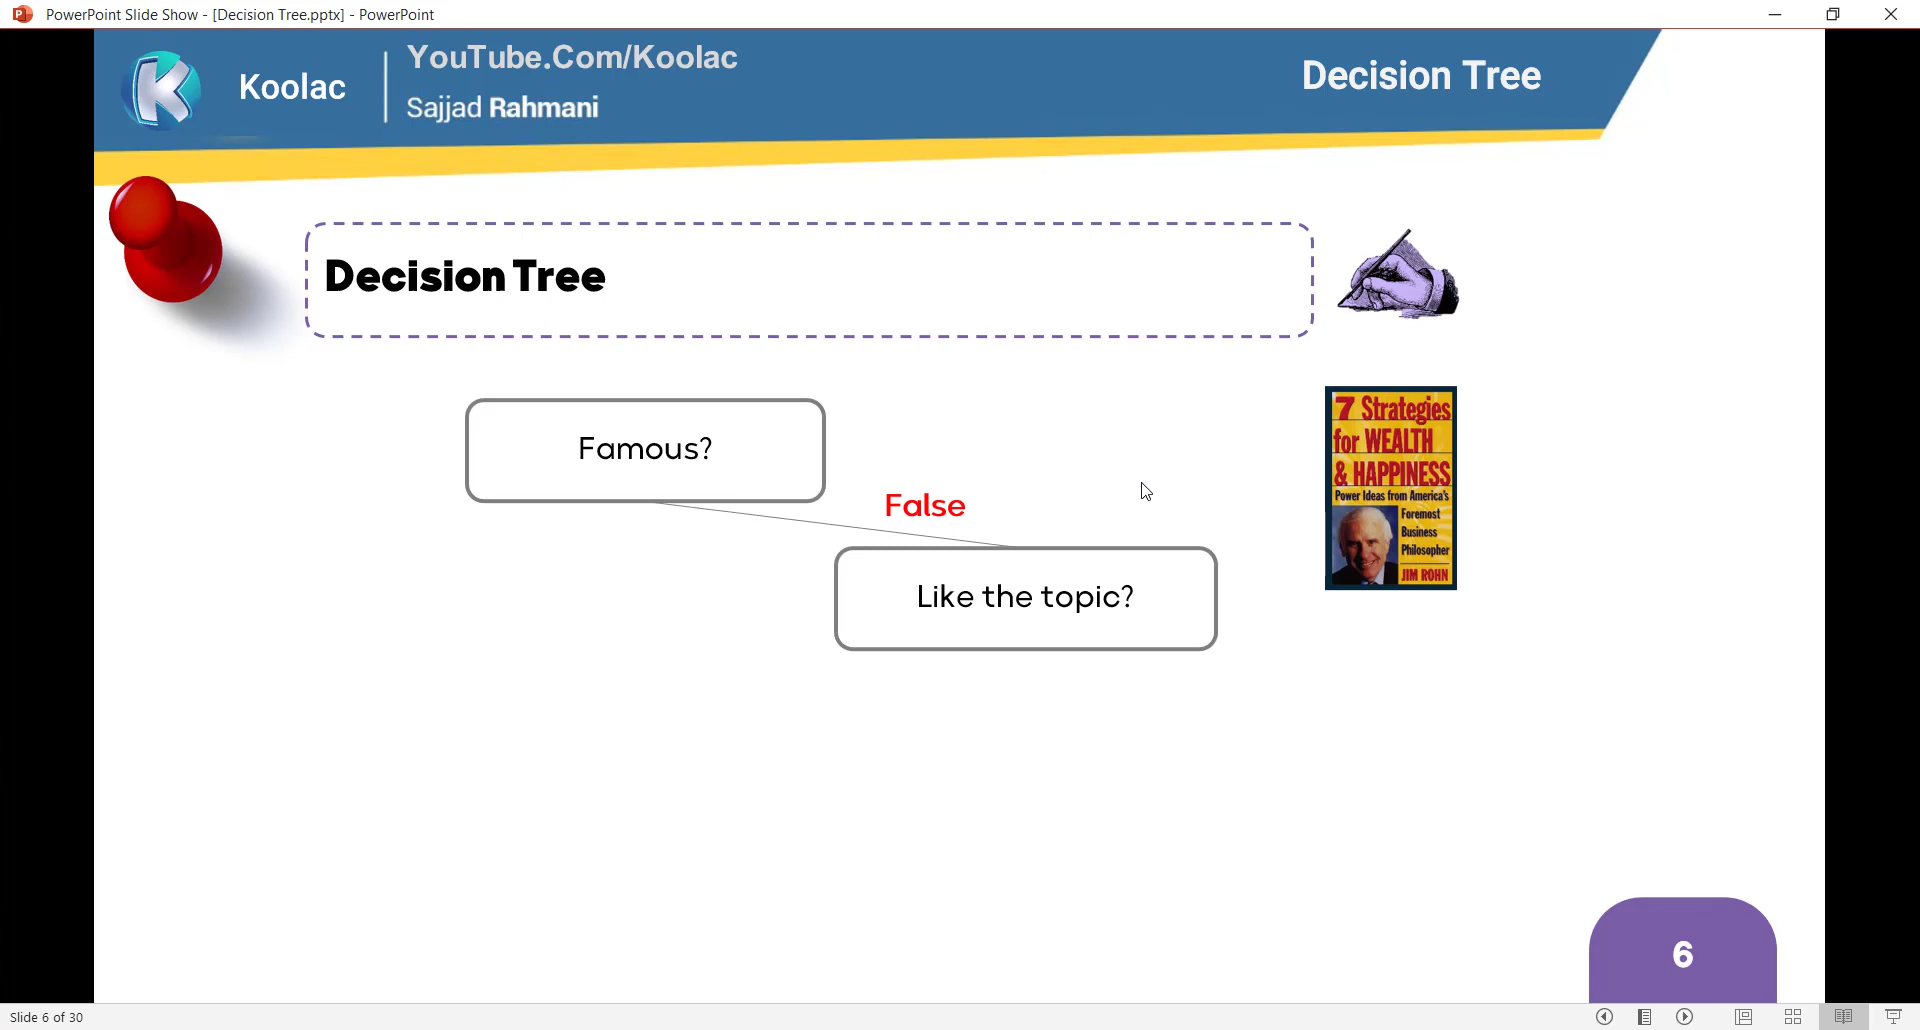 PowerPoint Slide Show - [Decision Tree.pptx] - PowerPoint
Koolac
YouTube.Com/Koolac
Sajjad Rahmani
Decision Tree
Decision Tree
Famous?
False
Like the topic?
7 Strategies
for WEALTH
& HAPPINESS
Power Ideas from America's
Foremost
Business
Philosopher
JIM ROHN
6
Slide 6 of 30